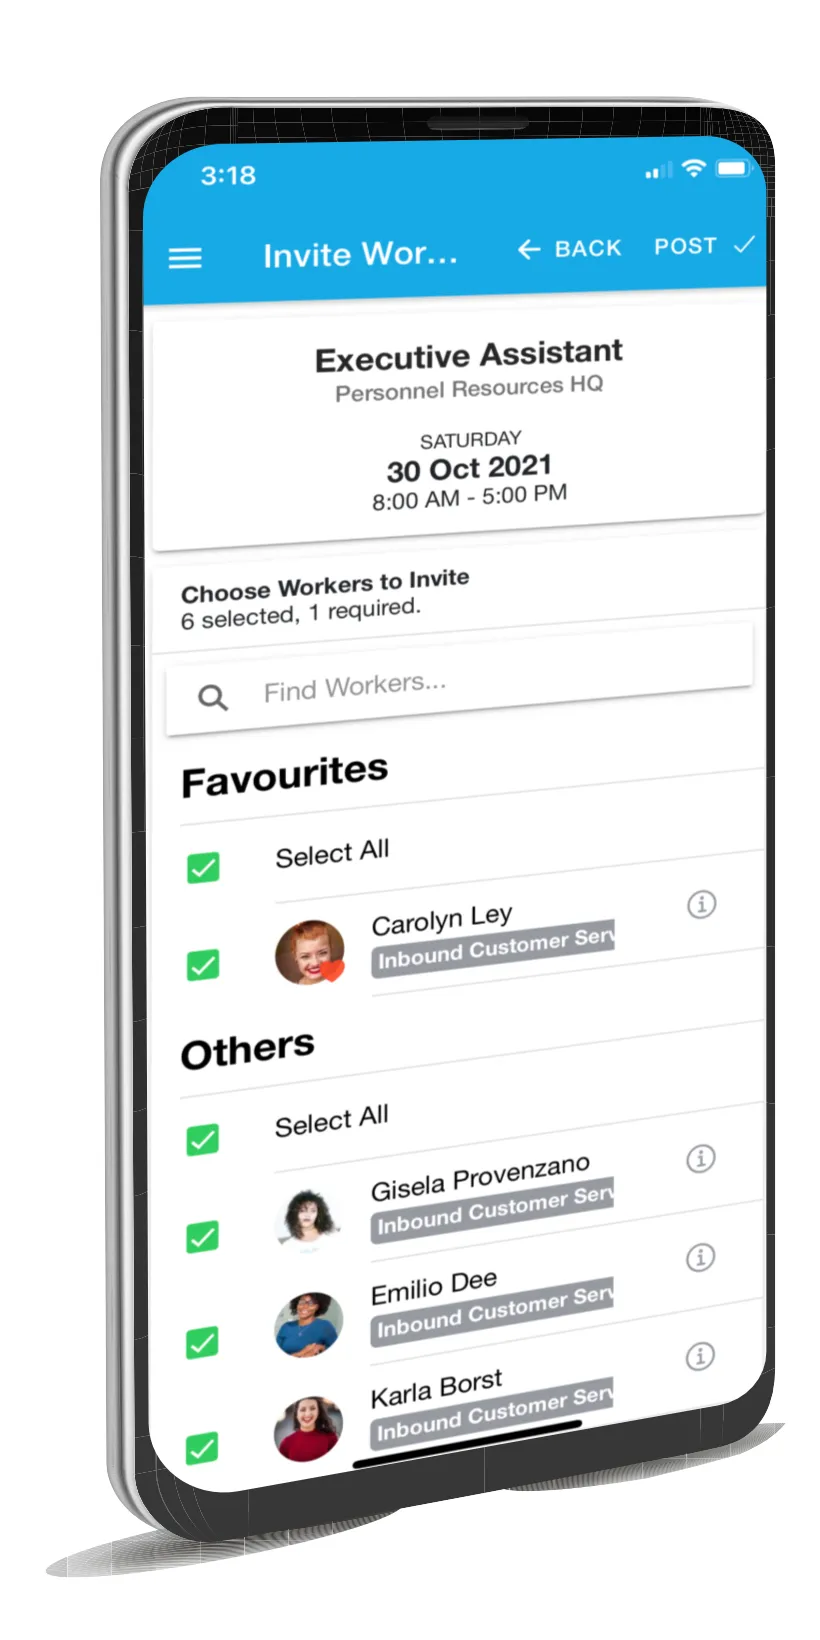 3:18
Invite Wor... BACK POST
Executive Assistant
Personnel Resources HQ
SATURDAY
30 Oct 2021
8:00 AM - 5:00 PM
Choose Workers to Invite
6 selected, 1 required.
Find Workers...
Favourites
Select All
Carolyn Ley
Inbound Customer Serv
Others
Select All
Gisela Provenzano
Inbound Customer Serv
Emilio Dee
Inbound Customer Serv
Karla Borst
Inbound Customer Serv